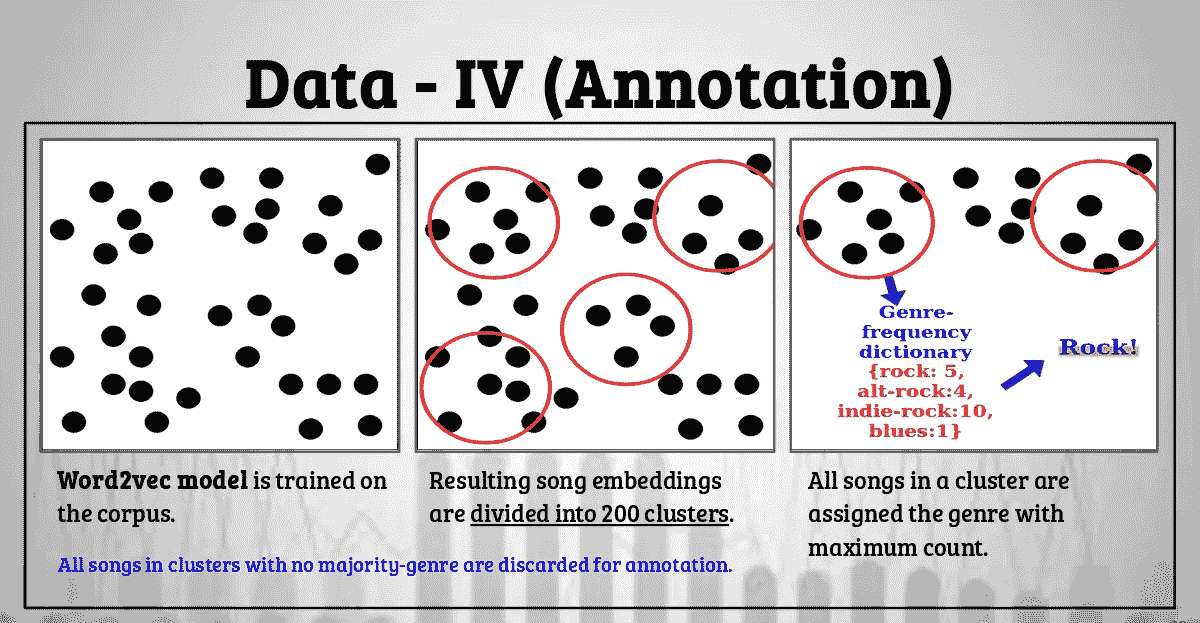 Data - IV (Annotation)
Genre-
frequency
dictionary
{rock: 5,
alt-rock:4,
indie-rock:10,
blues:1}
Rock!
Word2vec model is trained on
the corpus.
Resulting song embeddings
are divided into 200 clusters.
All songs in a cluster are
assigned the genre with
maximum count.
All songs in clusters with no majority-genre are discarded for annotation.